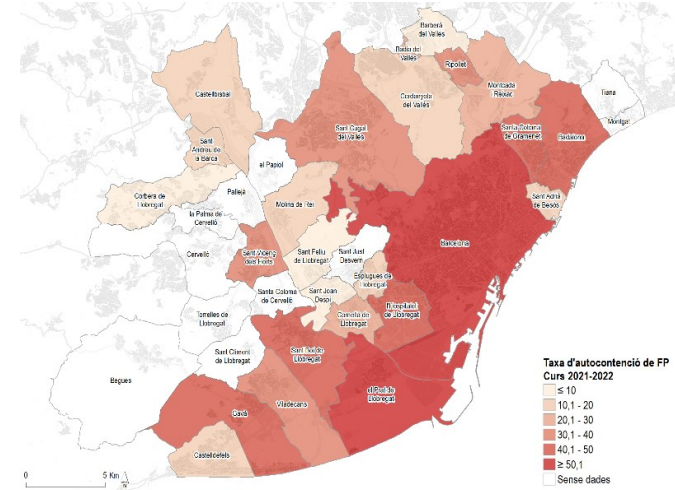 Barberà
del Vallès
Badia del
Vallès
Ripollet
Castellbisbal
Cerdanyola
del Vallès
Montcada
i Reixac
Tiana
Montgat
Sant Cugat
del Vallès
Santa Coloma
de Gramenet
Badalona
Sant
Andreu de
la Barca
el Papiol
Corbera de
Llobregat
Pallejà
Molins de Rei
Sant Adrià
de Besòs
la Palma de
Cervelló
Barcelona
Cervelló
Sant Vicenç
dels Horts
Sant Feliu
de Llobregat
Sant Just
Desvern
Esplugues de
Llobregat
Santa Coloma
de Cervelló
Sant Joan
Despí
Torrelles de
Llobregat
Cornellà de
Llobregat
l'Hospitalet
de Llobregat
Sant Climent
de Llobregat
Sant Boi de
Llobregat
Begues
el Prat de
Llobregat
Viladecans
Gavà
Castelldefels
Taxa d'autocontenció de FP
Curs 2021-2022
≤ 10
10,1 - 20
20,1 - 30
30,1 - 40
40,1 - 50
≥ 50,1
Sense dades
0 5 Km